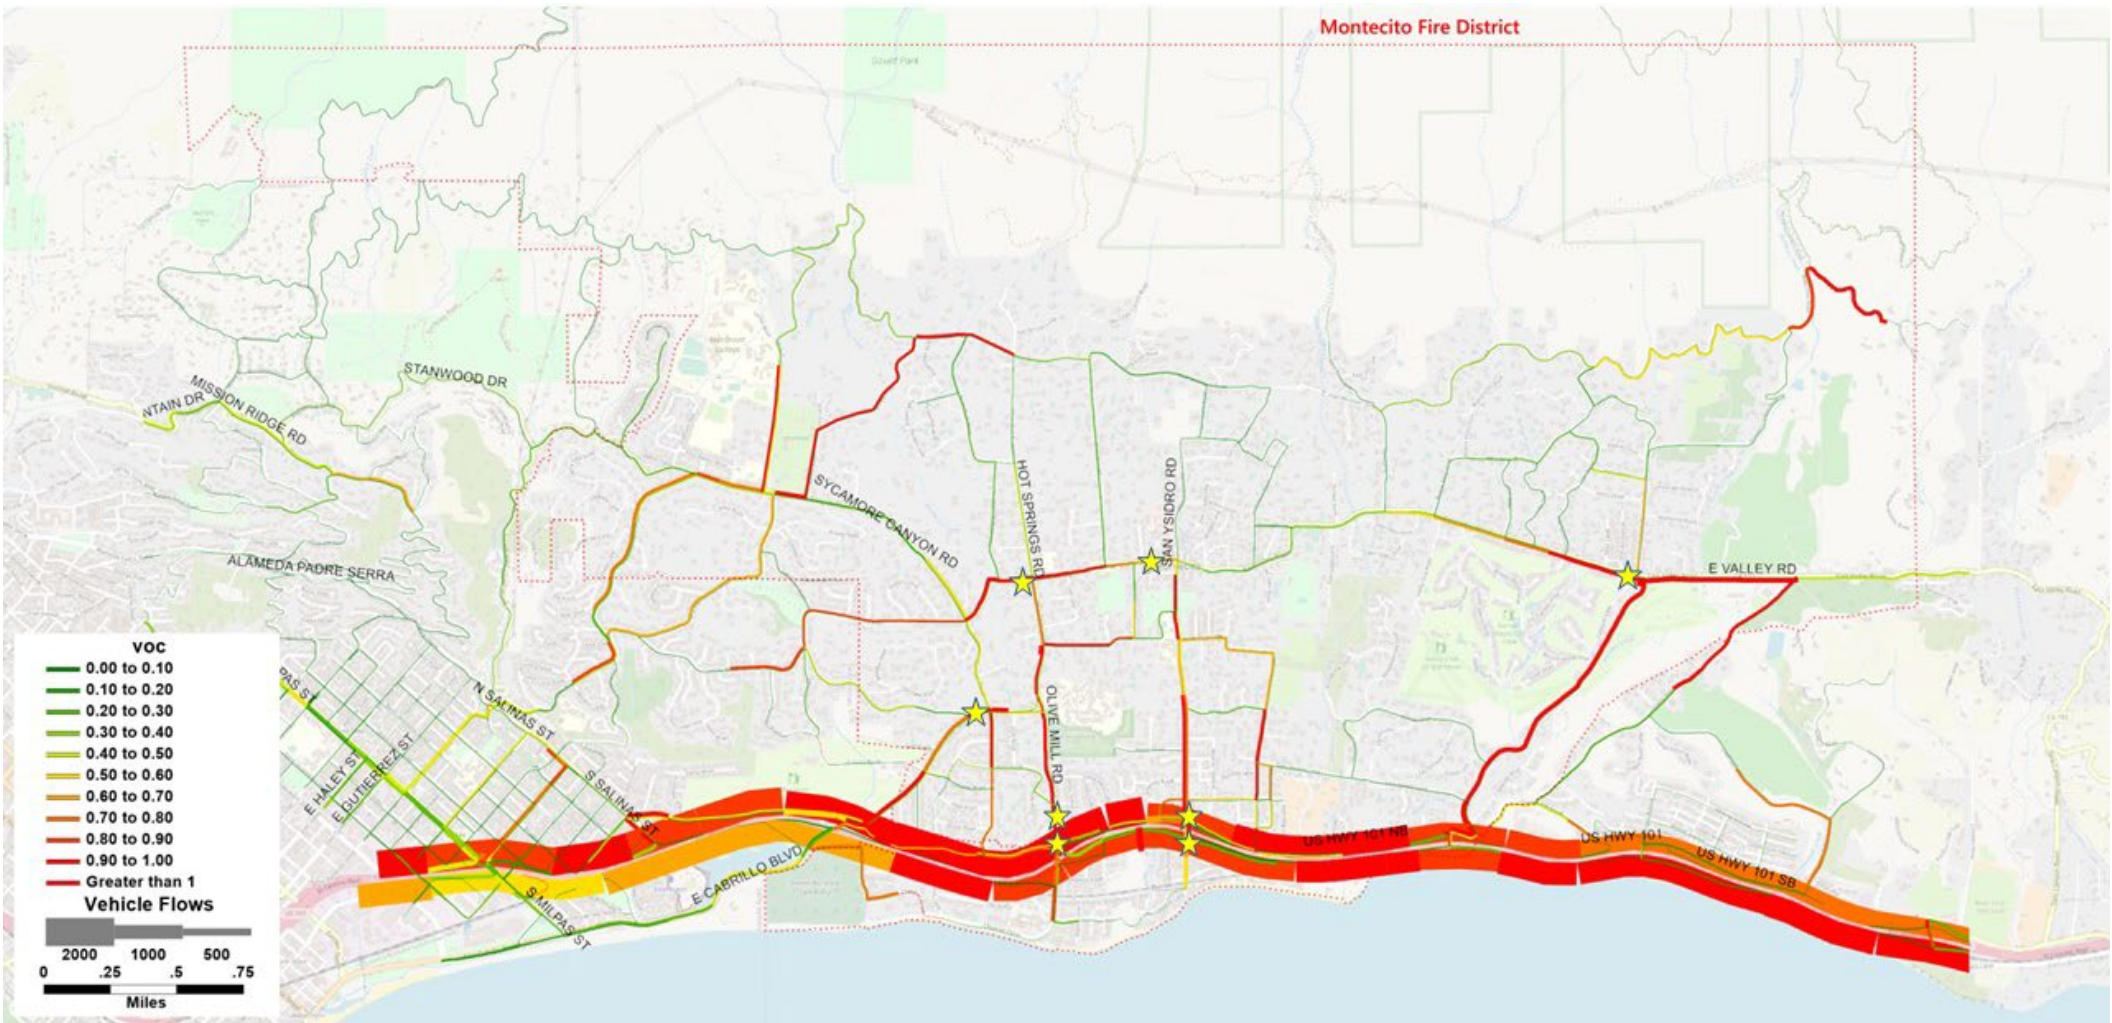 Montecito Fire District
STANWOOD DR
NTAIN DR
MISSION RIDGE RD
SYCAMORE CANYON RD
HOT SPRINGS RD
SAN YSIDRO RD
ALAMEDA PADRE SERRA
E VALLEY RD
PAS ST
N SALINAS ST
OLIVE MILL RD
E HALEY ST
E GUTIERREZ ST
S SALINAS ST
US HWY 101 NB
US HWY 101
US HWY 101 SB
E CABRILLO BLVD
S MILPAS ST
voc
0.00 to 0.10
0.10 to 0.20
0.20 to 0.30
0.30 to 0.40
0.40 to 0.50
0.50 to 0.60
0.60 to 0.70
0.70 to 0.80
0.80 to 0.90
0.90 to 1.00
Greater than 1
Vehicle Flows
2000 1000 500
0 .25 .5 .75
Miles